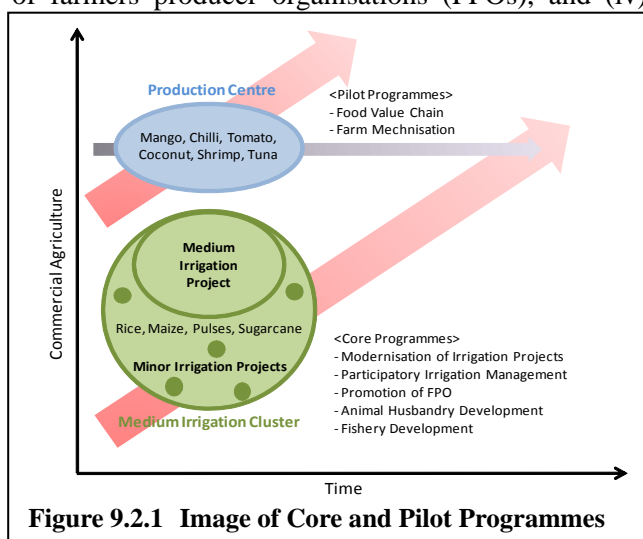 of farmers producer organisations (FPOs), and (iv)
Production Centre
Mango, Chilli, Tomato,
Coconut, Shrimp, Tuna
<Pilot Programmes>
- Food Value Chain
- Farm Mechnisation
Commercial Agriculture
Medium
Irrigation
Project
Rice, Maize, Pulses, Sugarcane
Minor Irrigation Projects
Medium Irrigation Cluster
<Core Programmes>
- Modernisation of Irrigation Projects
- Participatory Irrigation Management
- Promotion of FPO
- Animal Husbandry Development
- Fishery Development
Time
Figure 9.2.1 Image of Core and Pilot Programmes